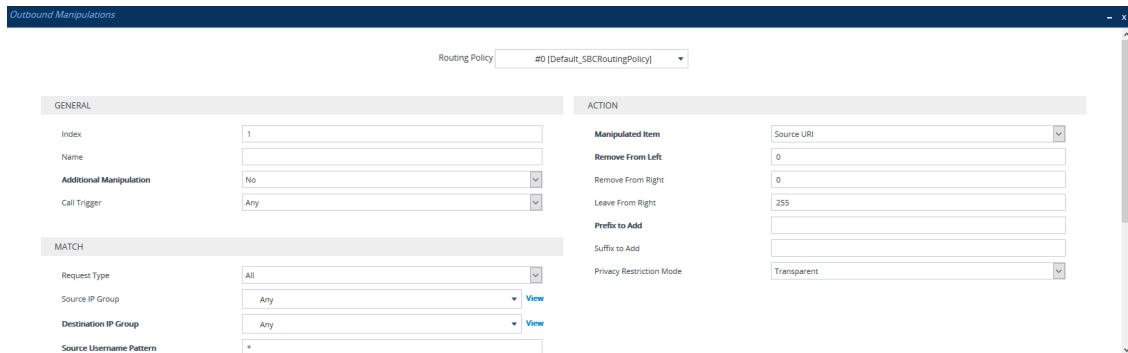 Outbound Manipulations
– x
Routing Policy #0 [Default_SBCRoutingPolicy]
GENERAL
Index 1
Name
Additional Manipulation No
Call Trigger Any
MATCH
Request Type All
Source IP Group Any View
Destination IP Group Any View
Source Username Pattern *
ACTION
Manipulated Item Source URI
Remove From Left 0
Remove From Right 0
Leave From Right 255
Prefix to Add
Suffix to Add
Privacy Restriction Mode Transparent